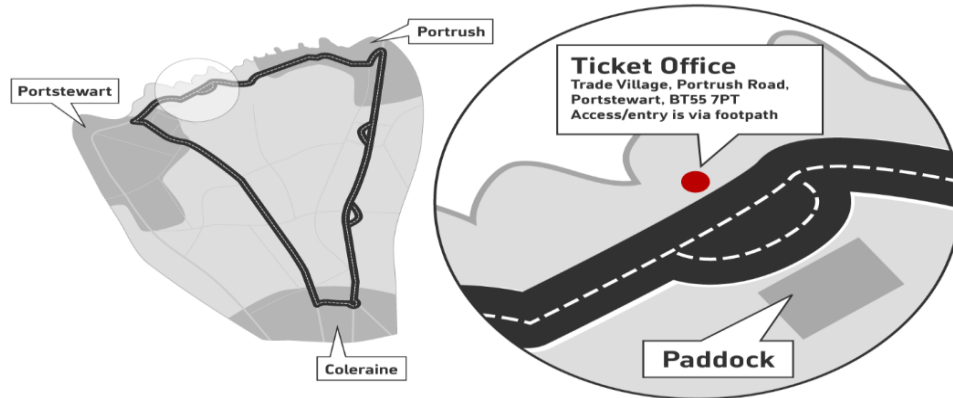 Portrush
Portstewart
Coleraine
Ticket Office
Trade Village, Portrush Road,
Portstewart, BT55 7PT
Access/entry is via footpath
Paddock